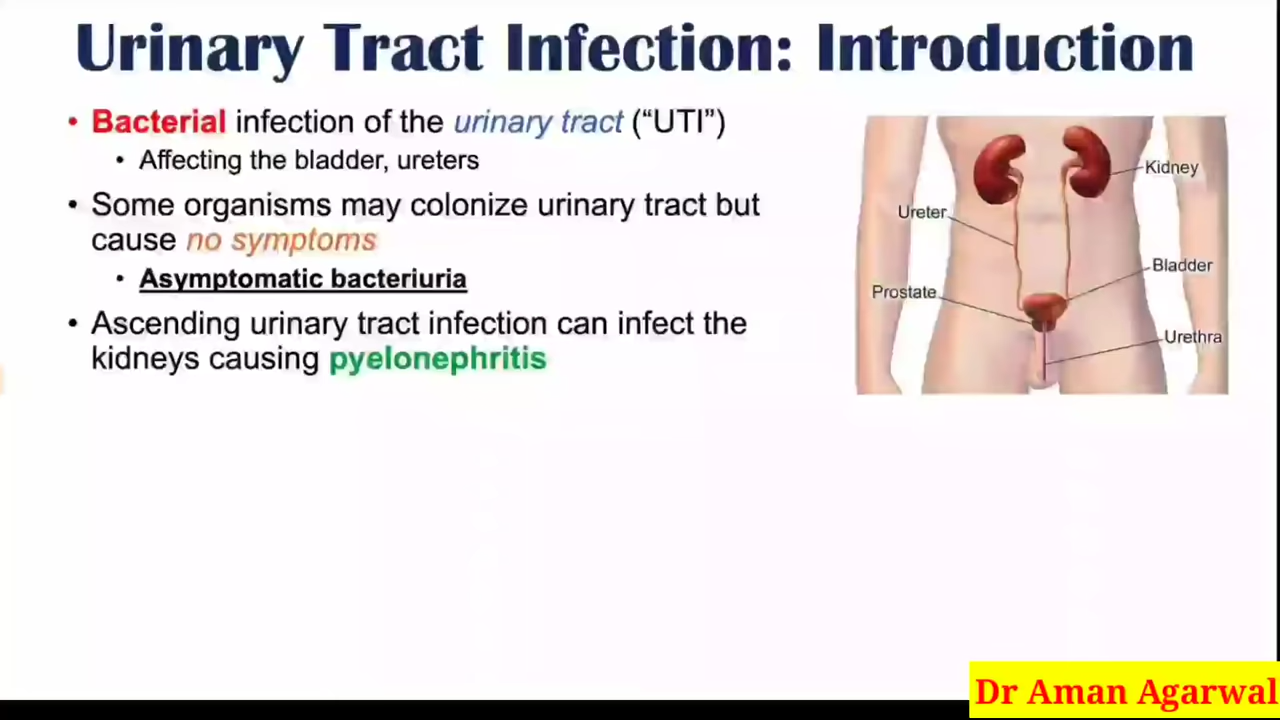 Urinary Tract Infection: Introduction
• Bacterial infection of the urinary tract (“UTI”)
• Affecting the bladder, ureters
• Some organisms may colonize urinary tract but
cause no symptoms
• Asymptomatic bacteriuria
• Ascending urinary tract infection can infect the
kidneys causing pyelonephritis
Kidney
Ureter
Bladder
Prostate
Urethra
Dr Aman Agarwal